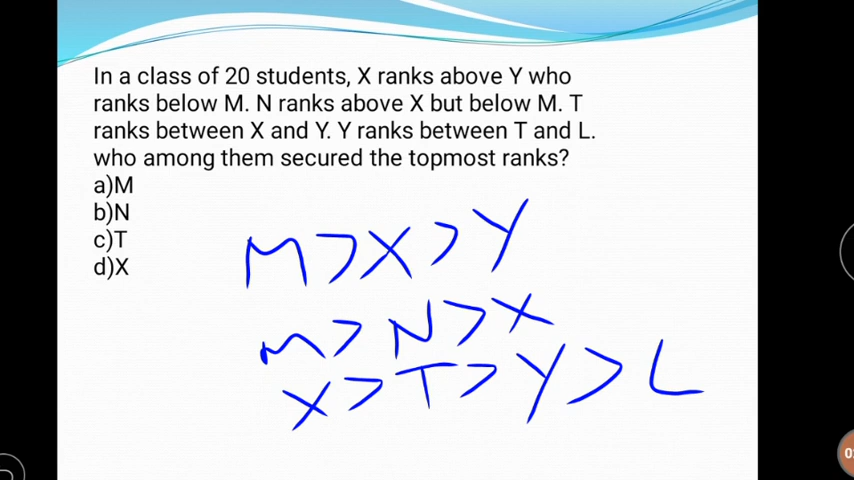 In a class of 20 students, X ranks above Y who
ranks below M. N ranks above X but below M. T
ranks between X and Y. Y ranks between T and L.
who among them secured the topmost ranks?
a)M
b)N
c)T
d)X
M>X>Y
M>N>X
X>T>Y>L